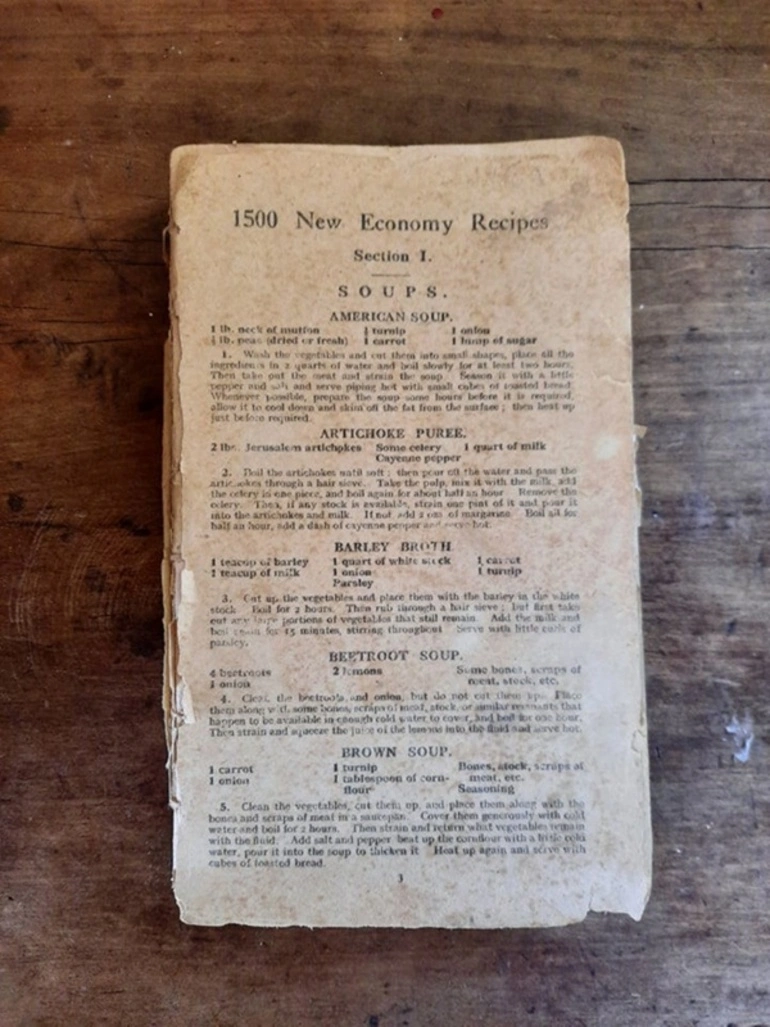 1500 New Economy Recipes
Section I.
SOUPS.
AMERICAN SOUP.
1 lb. neck of mutton 1 turnip 1 onion
lb. peas (dried or fresh) 1 carrot 1 lump of sugar
1. Wash the vegetables and cut them into small shapes, place all the
ingredients in 2 quarts of water and boil slowly for at least two hours.
Then take out the meat and strain the soup. Season it with a little
pepper and salt and serve piping hot with small cubes of toasted bread.
Whenever possible, prepare the soup some hours before it is required,
allow it to cool down and skim off the fat from the surface; then heat up
just before required.
ARTICHOKE PUREE.
2 lbs. Jerusalem artichokes Some celery 1 quart of milk
Cayenne pepper
2. Boil the artichokes until soft; then pour off the water and pass the
artichokes through a hair sieve. Take the pulp, mix it with the milk, add
the celery in one piece, and boil again for about half an hour. Remove the
celery. Then, if any stock is available, strain one pint of it and pour it
into the artichokes and milk. If not add 2 ozs. of margarine. Boil all for
half an hour, add a dash of cayenne pepper and serve hot.
BARLEY BROTH
1 teacup of barley 1 quart of white stock 1 carrot
1 teacup of milk 1 onion 1 turnip
Parsley
3. Cut up the vegetables and place them with the barley in the white
stock. Boil for 2 hours. Then rub through a hair sieve; but first take
out any large portions of vegetables that still remain. Add the milk and
boil again for 15 minutes, stirring throughout. Serve with little curls of
parsley.
BEETROOT SOUP.
4 beetroots 2 lemons Some bones, scraps of
1 onion meat, stock, etc.
4. Clean the beetroots and onion, but do not cut them up. Place
them along with some bones, scraps of meat, stock, or similar remnants that
happen to be available in enough cold water to cover, and boil for one hour.
Then strain and squeeze the juice of the lemons into the fluid and serve hot.
BROWN SOUP.
1 carrot 1 turnip Bones, stock, scraps of
1 onion 1 tablespoon of corn- meat, etc.
flour Seasoning
5. Clean the vegetables, cut them up, and place them along with the
bones and scraps of meat in a saucepan. Cover them generously with cold
water and boil for 2 hours. Then strain and return what vegetables remain
with the fluid. Add salt and pepper, beat up the cornflour with a little cold
water, pour it into the soup to thicken it. Heat up again and serve with
cubes of toasted bread.
3